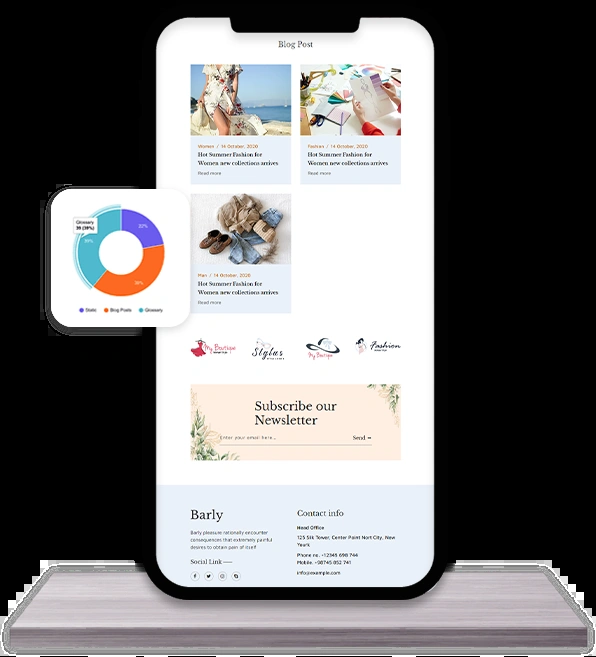 Blog Post
Women / 14 October, 2020
Hot Summer Fashion for
Women new collections arrives
Read more
Fashion / 14 October, 2020
Hot Summer Fashion for
Women new collections arrives
Read more
Glossary
39 (39%)
39%
22%
39%
Static
Blog Posts
Glossary
Man / 14 October, 2020
Hot Summer Fashion for
Women new collections arrives
Read more
My Boutique
Stylus
My Boutique
Fashion
Subscribe our
Newsletter
Enter your email here...
Send
Barly
Barly pleasure rationally encounter
consequences that extremely painful
desires to obtain pain of itself
Social Link
Contact info
Head Office
125 Silk Tower, Center Point Nort City, New
Yourk
Phone no. +12345 698 744
Mobile. +98745 852 741
info@example.com